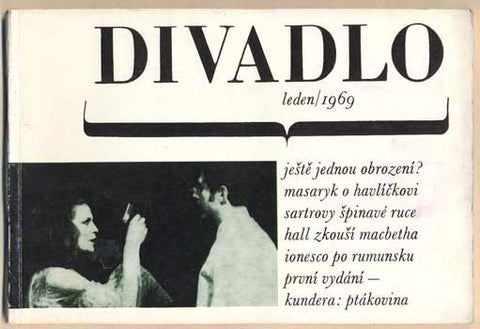 DIVADLO
leden/1969
ještě jednou obrození?
masaryk o havlíčkovi
sartrovy špinavé ruce
hall zkouší macbetha
ionesco po rumunsku
první vydání —
kundera: ptákovina